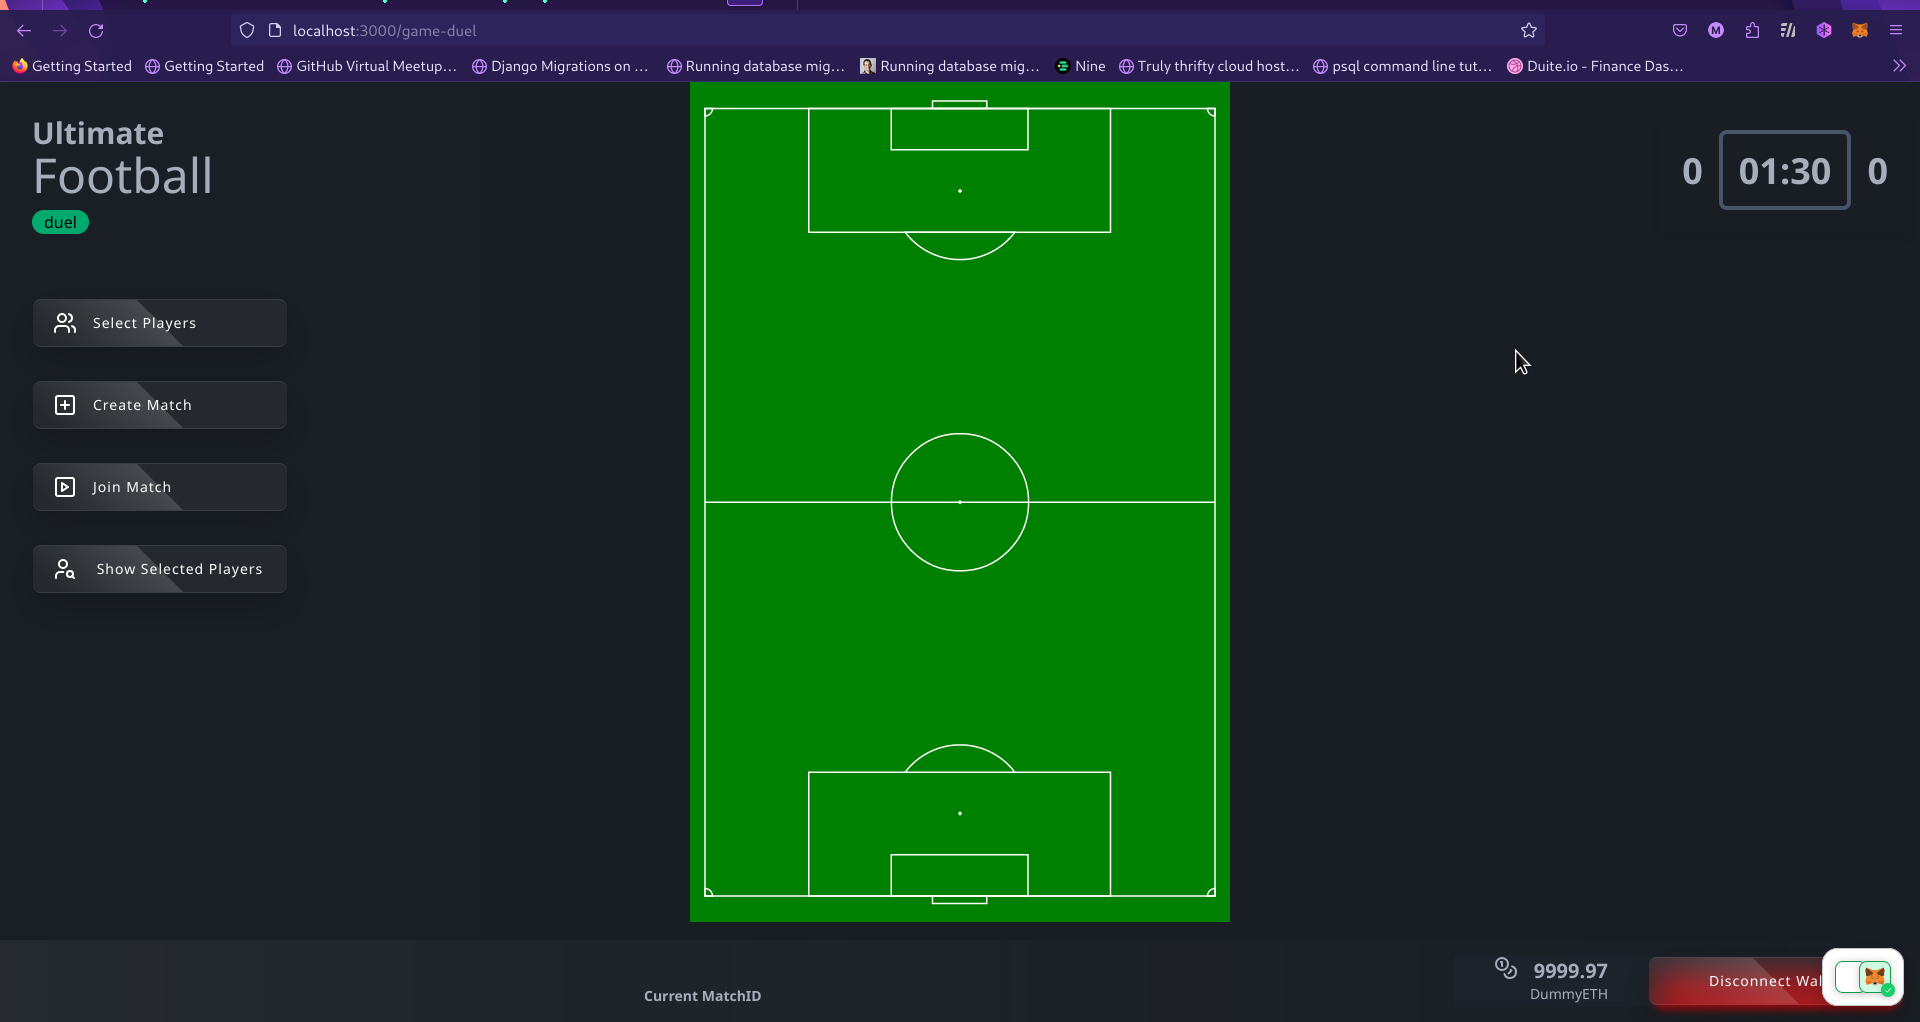 localhost:3000/game-duel
M
Getting Started
Getting Started
GitHub Virtual Meetup...
Django Migrations on ...
Running database mig...
Running database mig...
Nine
Truly thrifty cloud host...
psql command line tut...
Duite.io - Finance Das...
Ultimate
Football
duel
0
01:30
0
Select Players
Create Match
Join Match
Show Selected Players
Current MatchID
9999.97
DummyETH
Disconnect Wal